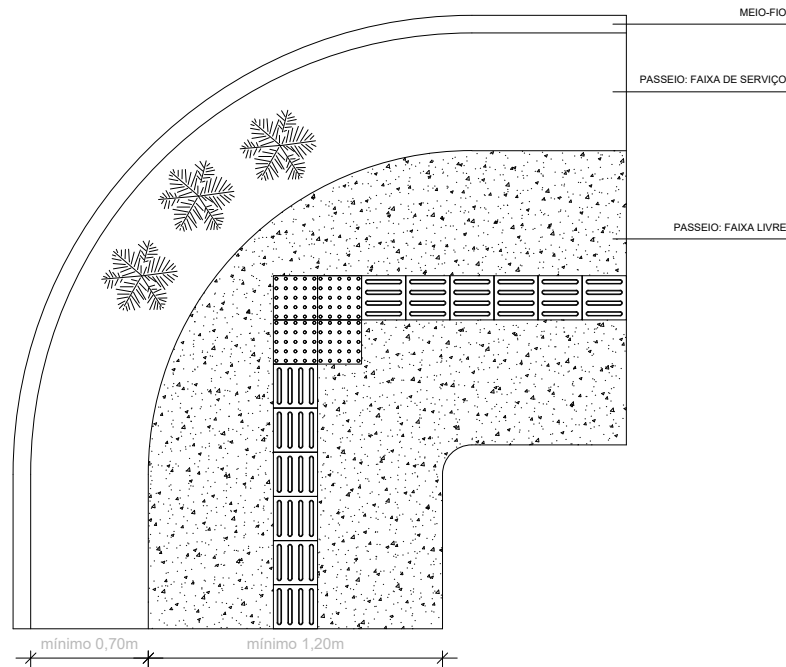 MEIO-FIO
PASSEIO: FAIXA DE SERVIÇO
PASSEIO: FAIXA LIVRE
mínimo 0,70m
mínimo 1,20m